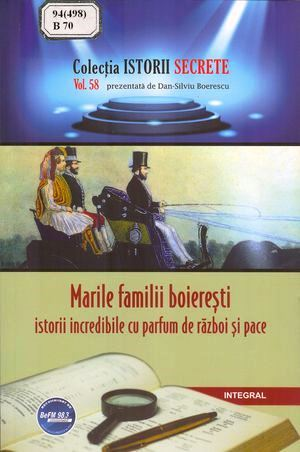 94(498)
B 70
Colecția ISTORII SECRETE
Vol. 58 prezentată de Dan-Silviu Boerescu
Marile familii boierești
istorii incredibile cu parfum de război și pace
INTEGRAL
BeFM 98.3